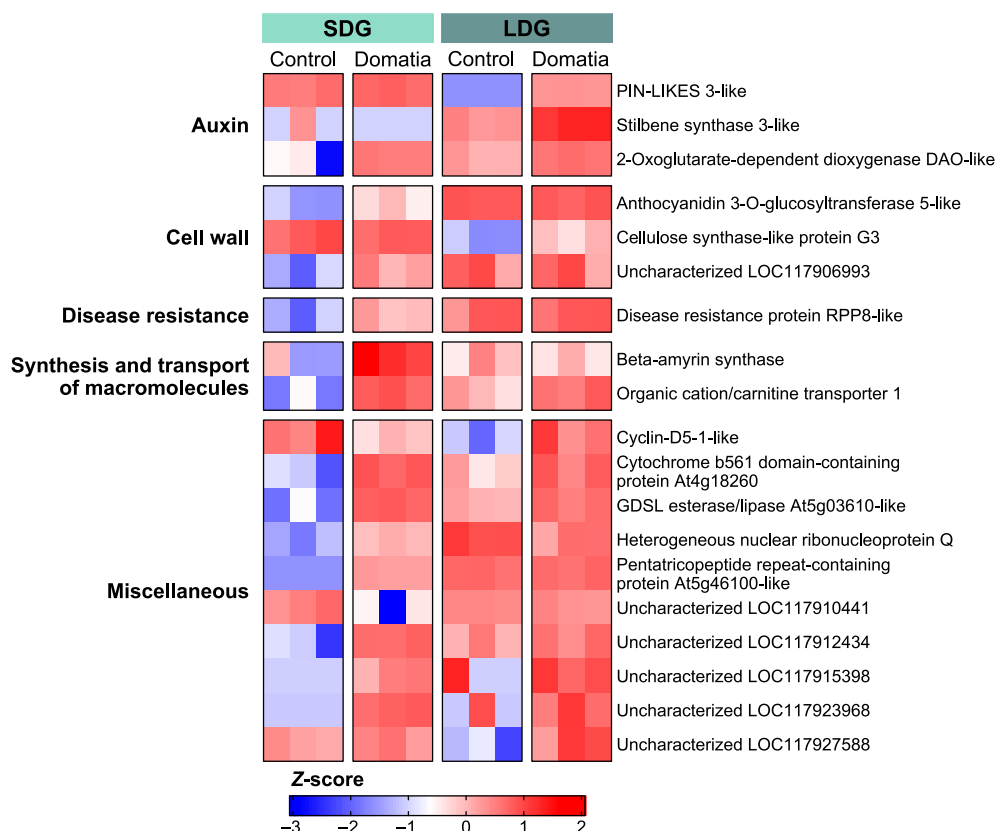 SDG LDG
Control Domatia Control Domatia
Auxin
PIN-LIKES 3-like
Stilbene synthase 3-like
2-Oxoglutarate-dependent dioxygenase DAO-like
Cell wall
Anthocyanidin 3-O-glucosyltransferase 5-like
Cellulose synthase-like protein G3
Uncharacterized LOC117906993
Disease resistance
Disease resistance protein RPP8-like
Synthesis and transport
of macromolecules
Beta-amyrin synthase
Organic cation/carnitine transporter 1
Miscellaneous
Cyclin-D5-1-like
Cytochrome b561 domain-containing
protein At4g18260
GDSL esterase/lipase At5g03610-like
Heterogeneous nuclear ribonucleoprotein Q
Pentatricopeptide repeat-containing
protein At5g46100-like
Uncharacterized LOC117910441
Uncharacterized LOC117912434
Uncharacterized LOC117915398
Uncharacterized LOC117923968
Uncharacterized LOC117927588
Z-score
−3 −2 −1 0 1 2